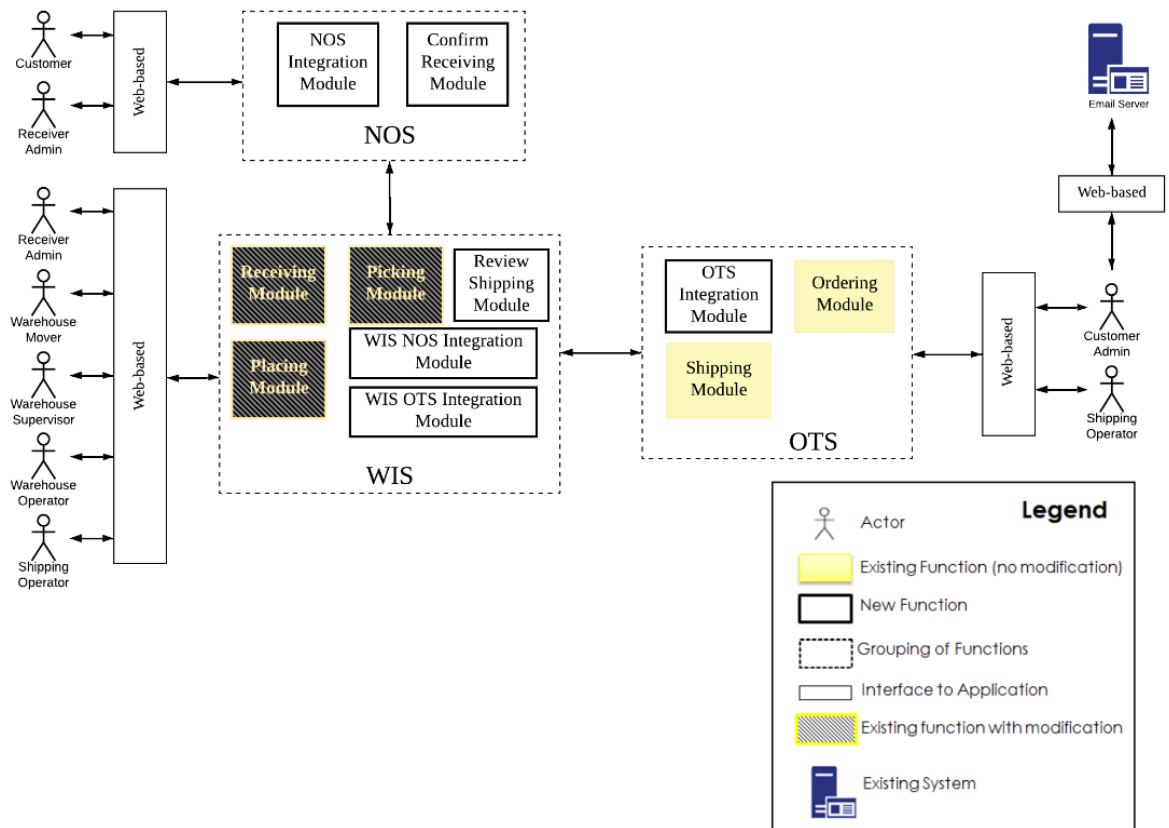 Customer
Receiver
Admin
Web-based
NOS
Integration
Module
Confirm
Receiving
Module
NOS
Email Server
Web-based
Receiver
Admin
Warehouse
Mover
Warehouse
Supervisor
Warehouse
Operator
Shipping
Operator
Web-based
Receiving
Module
Picking
Module
Review
Shipping
Module
WIS NOS Integration
Module
Placing
Module
WIS OTS Integration
Module
WIS
OTS
Integration
Module
Ordering
Module
Shipping
Module
OTS
Web-based
Customer
Admin
Shipping
Operator
Legend
Actor
Existing Function (no modification)
New Function
Grouping of Functions
Interface to Application
Existing function with modification
Existing System